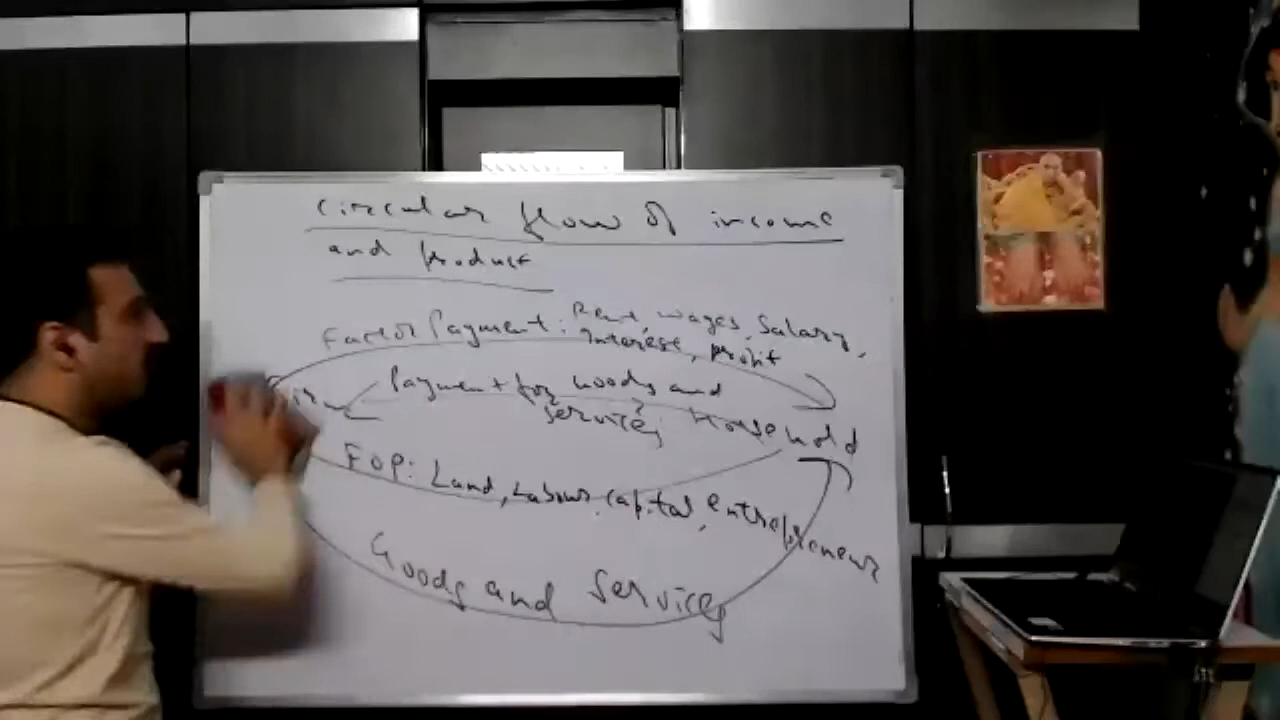 circular flow of income
and Product
Factor Payment: Rent, wages, Salary,
Interest, profit
Payment for Goods and
Services
Household
FOP: Land, Labour, Capital, entrepreneur
Goods and Services